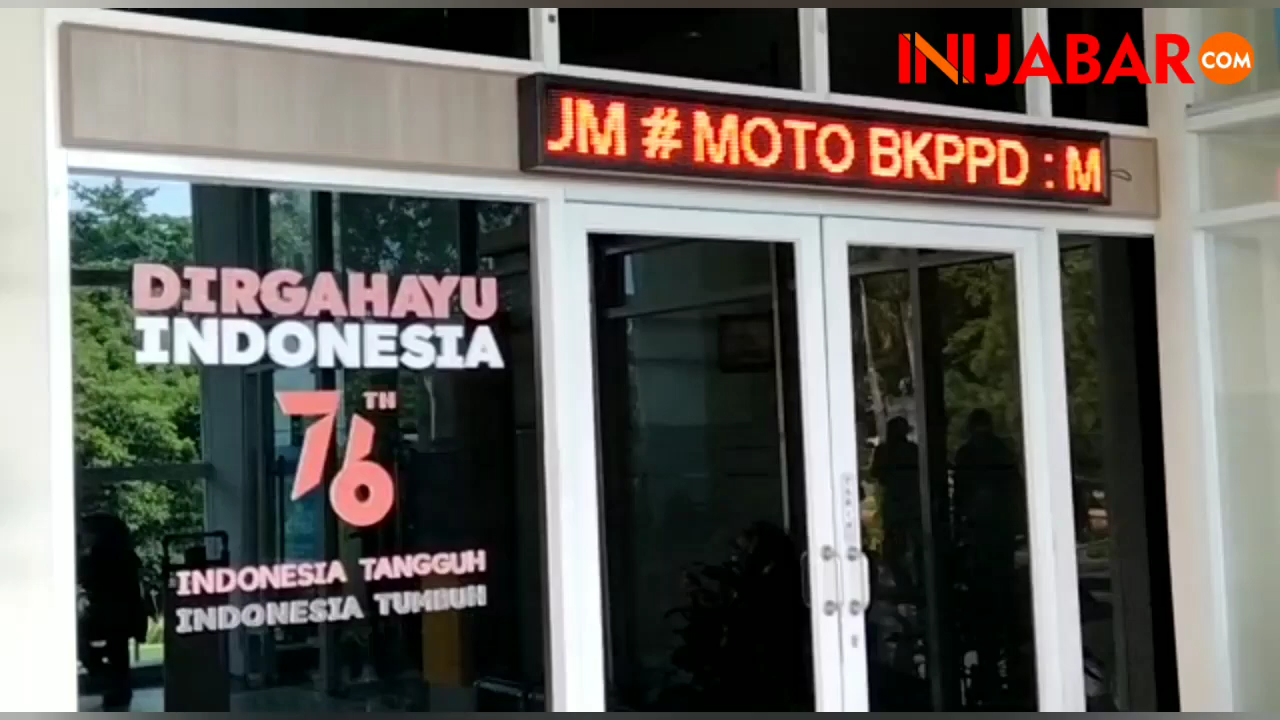 INIJABAR.COM
JM # MOTO BKPPD : M
DIRGAHAYU
INDONESIA
76TH
INDONESIA TANGGUH
INDONESIA TUMBUH